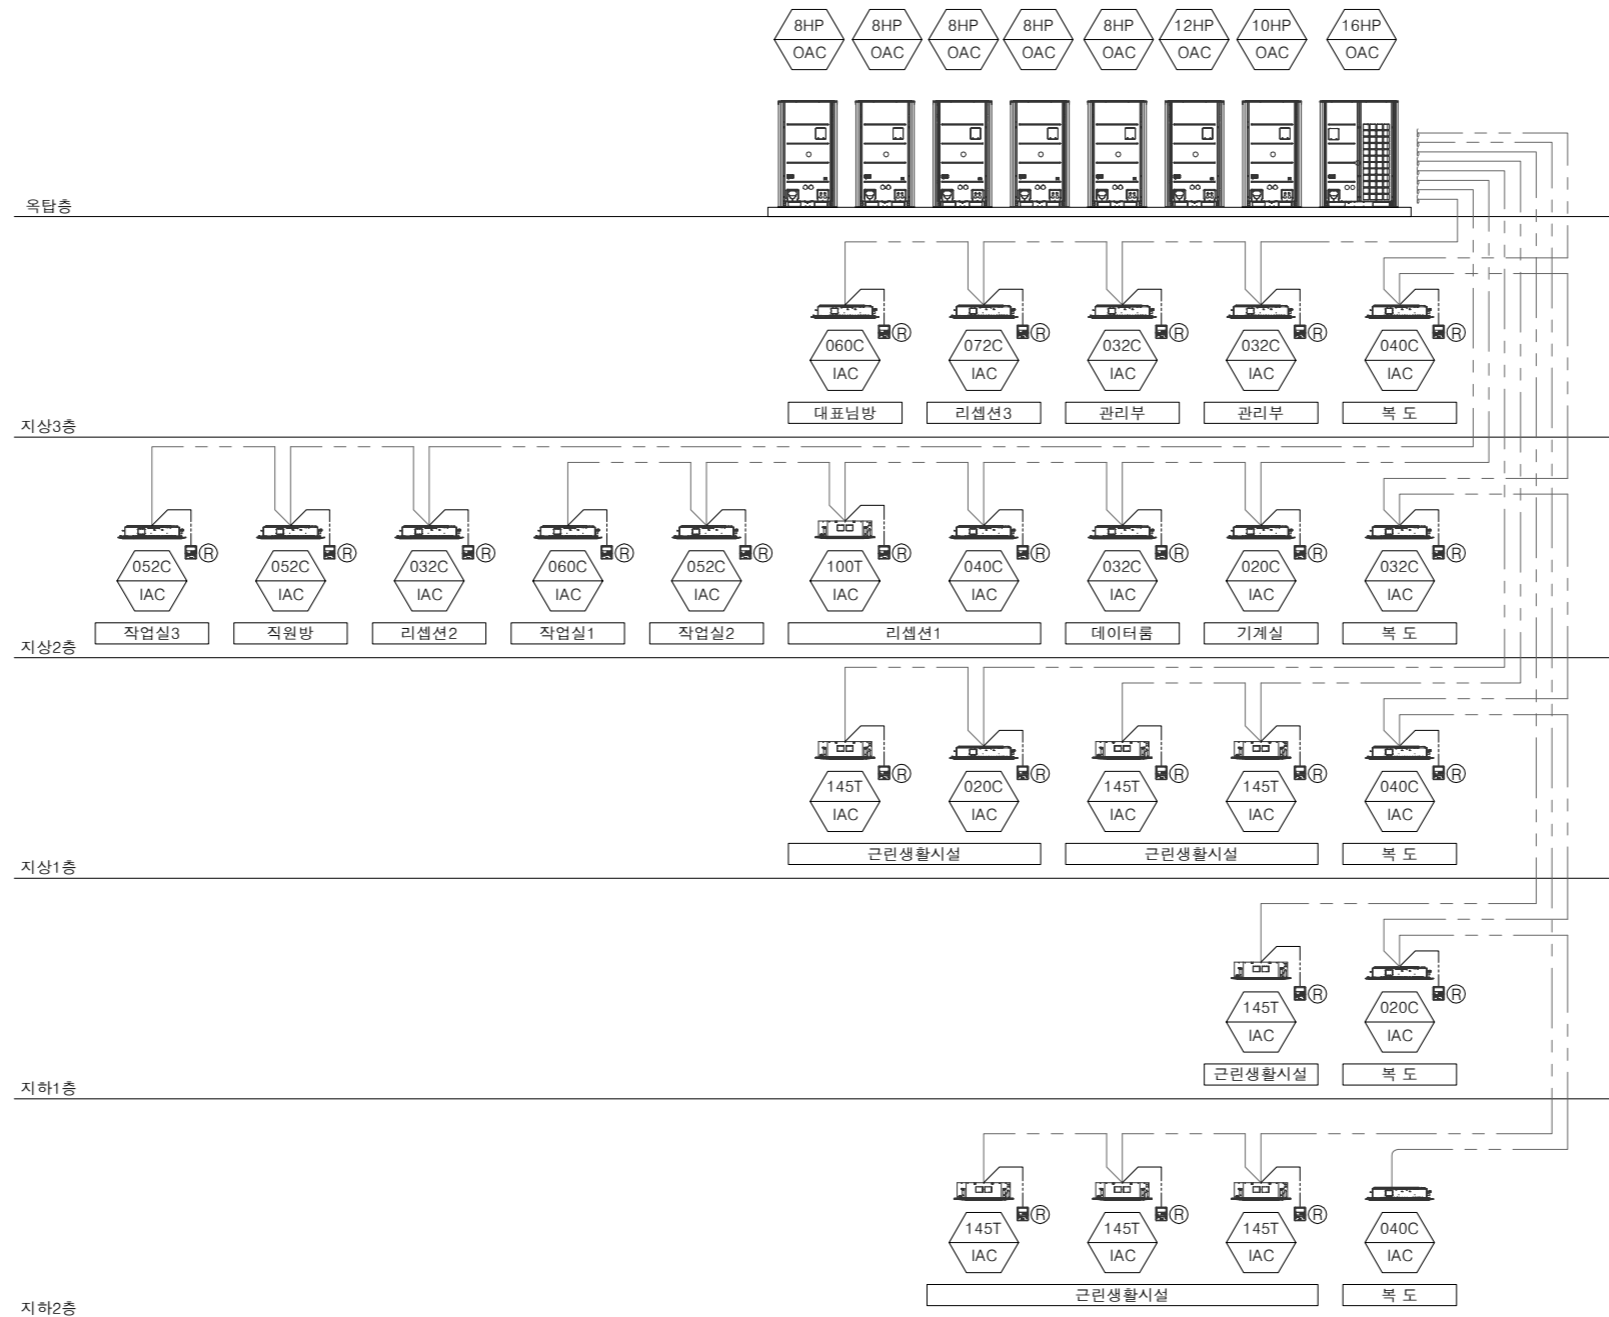 8HP 8HP 8HP 8HP 8HP 12HP 10HP 16HP
OAC OAC OAC OAC OAC OAC OAC OAC
옥탑층
R R R R R
060C 072C 032C 032C 040C
IAC IAC IAC IAC IAC
대표님방 리셉션3 관리부 관리부 복 도
지상3층
R R R R R R R R R R
052C 052C 032C 060C 052C 100T 040C 032C 020C 032C
IAC IAC IAC IAC IAC IAC IAC IAC IAC IAC
작업실3 직원방 리셉션2 작업실1 작업실2 리셉션1 데이터룸 기계실 복 도
지상2층
R R R R R
145T 020C 145T 145T 040C
IAC IAC IAC IAC IAC
근린생활시설 근린생활시설 복 도
지상1층
R R
145T 020C
IAC IAC
근린생활시설 복 도
지하1층
R R R
145T 145T 145T 040C
IAC IAC IAC IAC
근린생활시설 복 도
지하2층